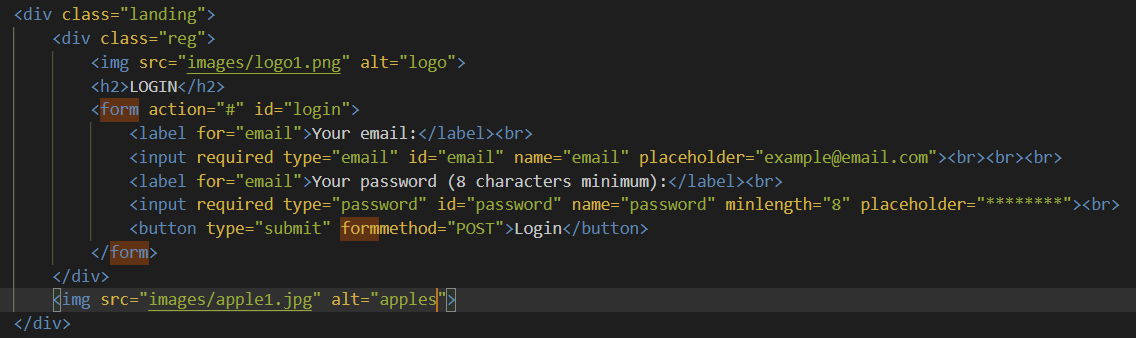 <div class="landing">
<div class="reg">
<img src="images/logo1.png" alt="logo">
<h2>LOGIN</h2>
<form action="#" id="login">
<label for="email">Your email:</label><br>
<input required type="email" id="email" name="email" placeholder="example@email.com"><br><br><br>
<label for="email">Your password (8 characters minimum):</label><br>
<input required type="password" id="password" name="password" minlength="8" placeholder="********"><br>
<button type="submit" formmethod="POST">Login</button>
</form>
</div>
<img src="images/apple1.jpg" alt="apples">
</div>